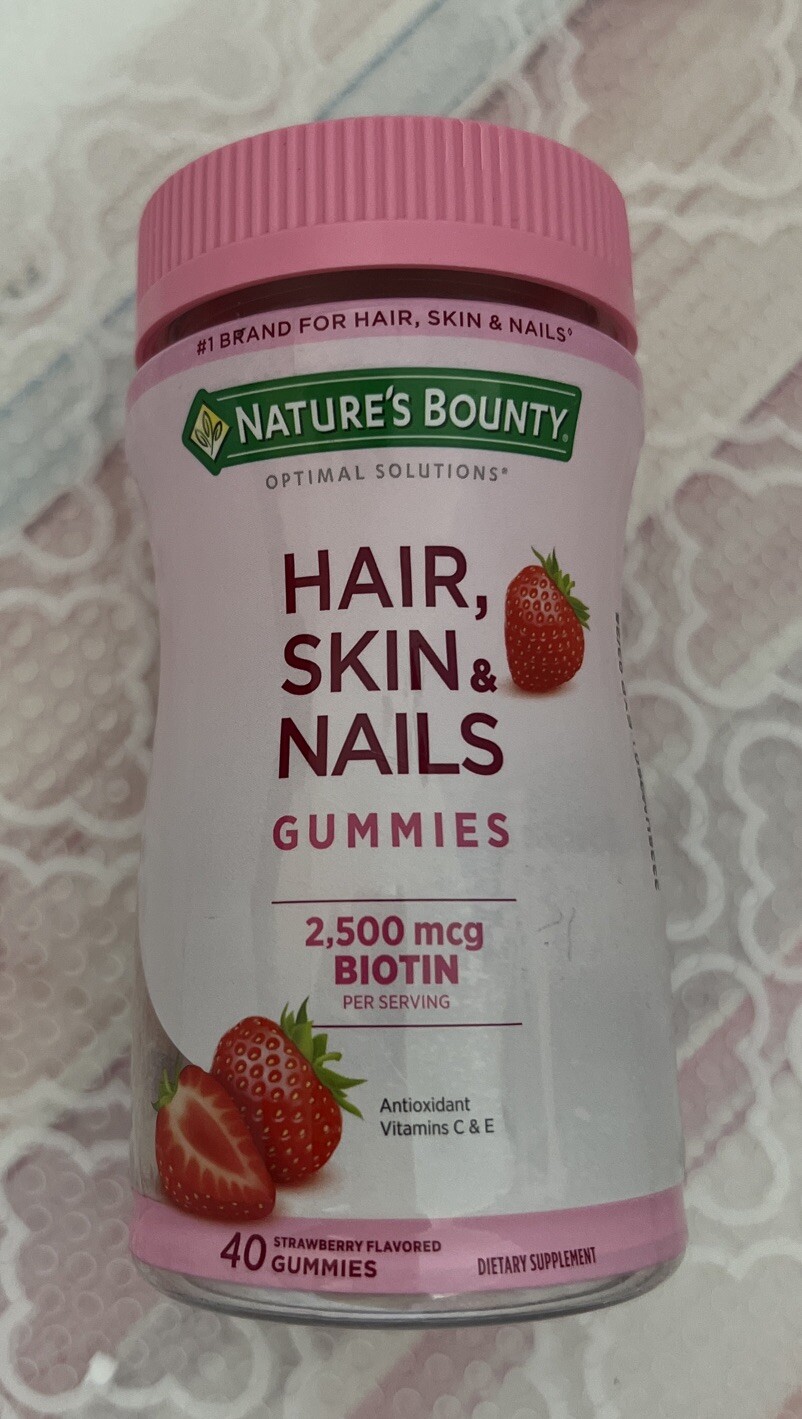 #1 BRAND FOR HAIR, SKIN & NAILS◊
NATURE'S BOUNTY®
OPTIMAL SOLUTIONS®
HAIR,
SKIN &
NAILS
GUMMIES
2,500 mcg
BIOTIN
PER SERVING
Antioxidant
Vitamins C & E
40 STRAWBERRY FLAVORED
GUMMIES
DIETARY SUPPLEMENT